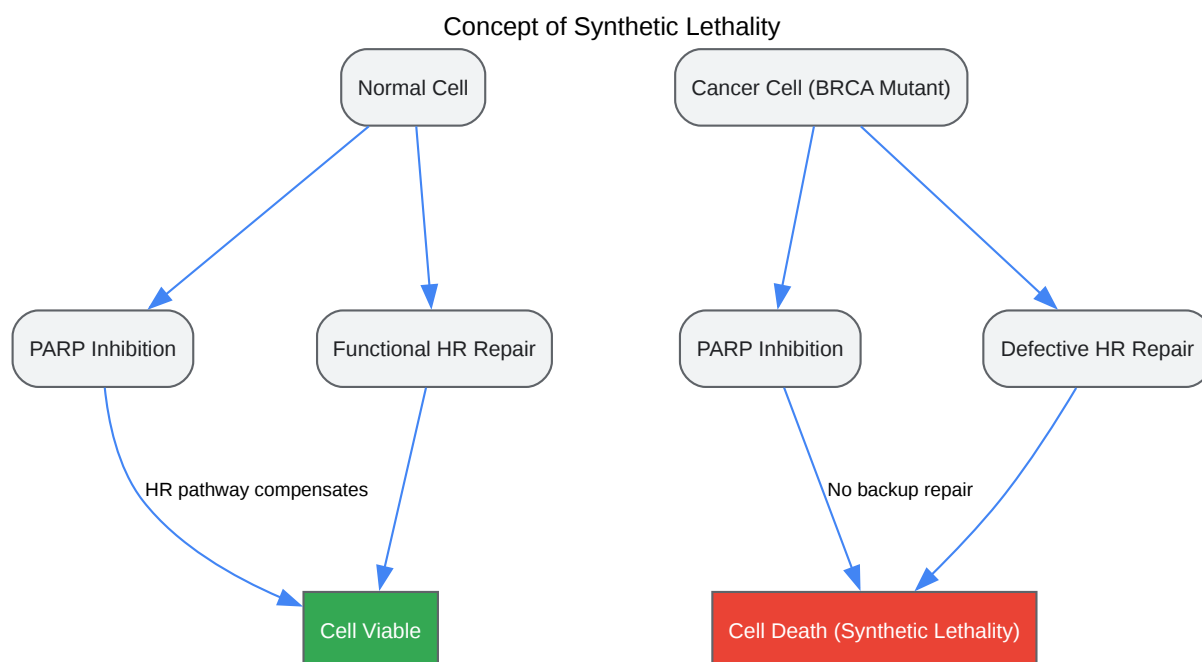 Concept of Synthetic Lethality
Normal Cell
Cancer Cell (BRCA Mutant)
PARP Inhibition
Functional HR Repair
PARP Inhibition
Defective HR Repair
HR pathway compensates
No backup repair
Cell Viable
Cell Death (Synthetic Lethality)